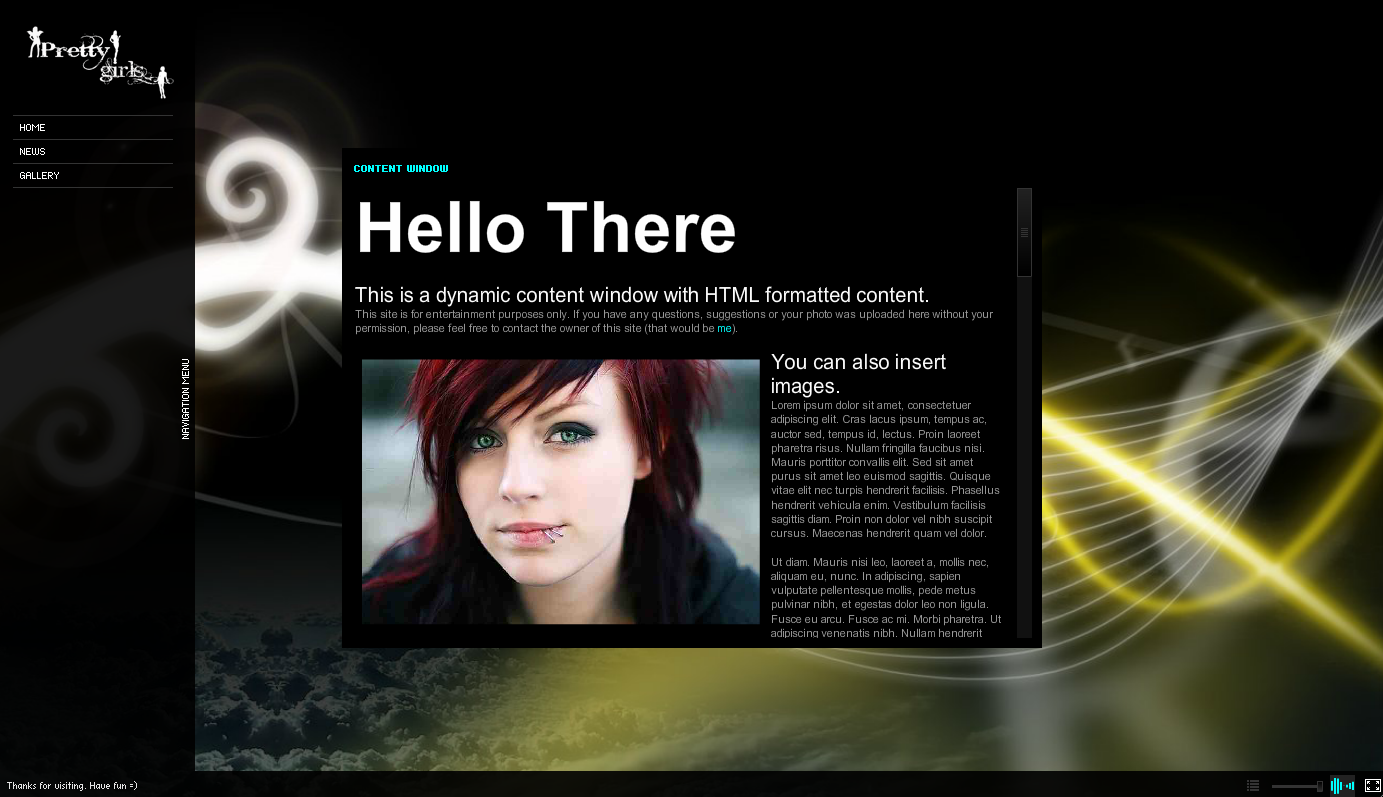 Pretty
girls
HOME
NEWS
GALLERY
NAVIGATION MENU
CONTENT WINDOW
Hello There
This is a dynamic content window with HTML formatted content.
This site is for entertainment purposes only. If you have any questions, suggestions or your photo was uploaded here without your
permission, please feel free to contact the owner of this site (that would be me).
You can also insert
images.
Lorem ipsum dolor sit amet, consectetuer
adipiscing elit. Cras lacus ipsum, tempus ac,
auctor sed, tempus id, lectus. Proin laoreet
pharetra risus. Nullam fringilla faucibus nisi.
Mauris porttitor convallis elit. Sed sit amet
purus sit amet leo euismod sagittis. Quisque
vitae elit nec turpis hendrerit facilisis. Phasellus
hendrerit vehicula enim. Vestibulum facilisis
sagittis diam. Proin non dolor vel nibh suscipit
cursus. Maecenas hendrerit quam vel dolor.
Ut diam. Mauris nisi leo, laoreet a, mollis nec,
aliquam eu, nunc. In adipiscing, sapien
vulputate pellentesque mollis, pede metus
pulvinar nibh, et egestas dolor leo non ligula.
Fusce eu arcu. Fusce ac mi. Morbi pharetra. Ut
adipiscing venenatis nibh. Nullam hendrerit
Thanks for visiting. Have fun =)